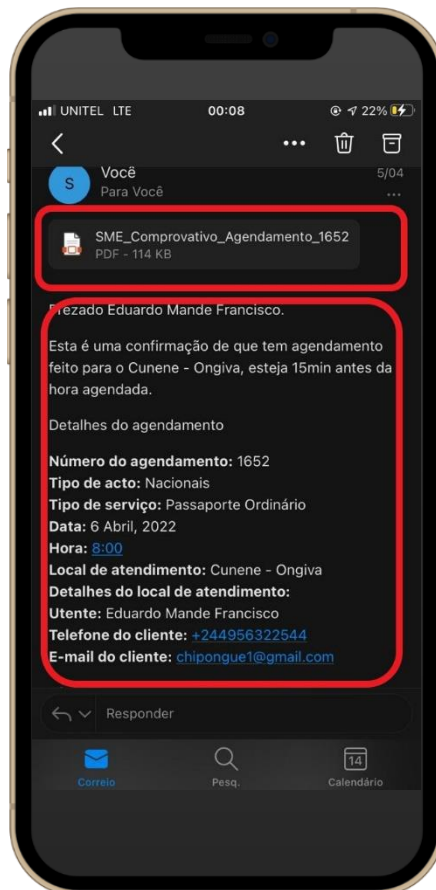 UNITEL LTE 00:08 22%
S
Você 5/04
Para Você
SME_Comprovativo_Agendamento_1652
PDF - 114 KB
Prezado Eduardo Mande Francisco.
Esta é uma confirmação de que tem agendamento
feito para o Cunene - Ongiva, esteja 15min antes da
hora agendada.
Detalhes do agendamento
Número do agendamento: 1652
Tipo de acto: Nacionais
Tipo de serviço: Passaporte Ordinário
Data: 6 Abril, 2022
Hora: 8:00
Local de atendimento: Cunene - Ongiva
Detalhes do local de atendimento:
Utente: Eduardo Mande Francisco
Telefone do cliente: +244956322544
E-mail do cliente: chipongue1@gmail.com
Responder
14
Correio Pesq. Calendário